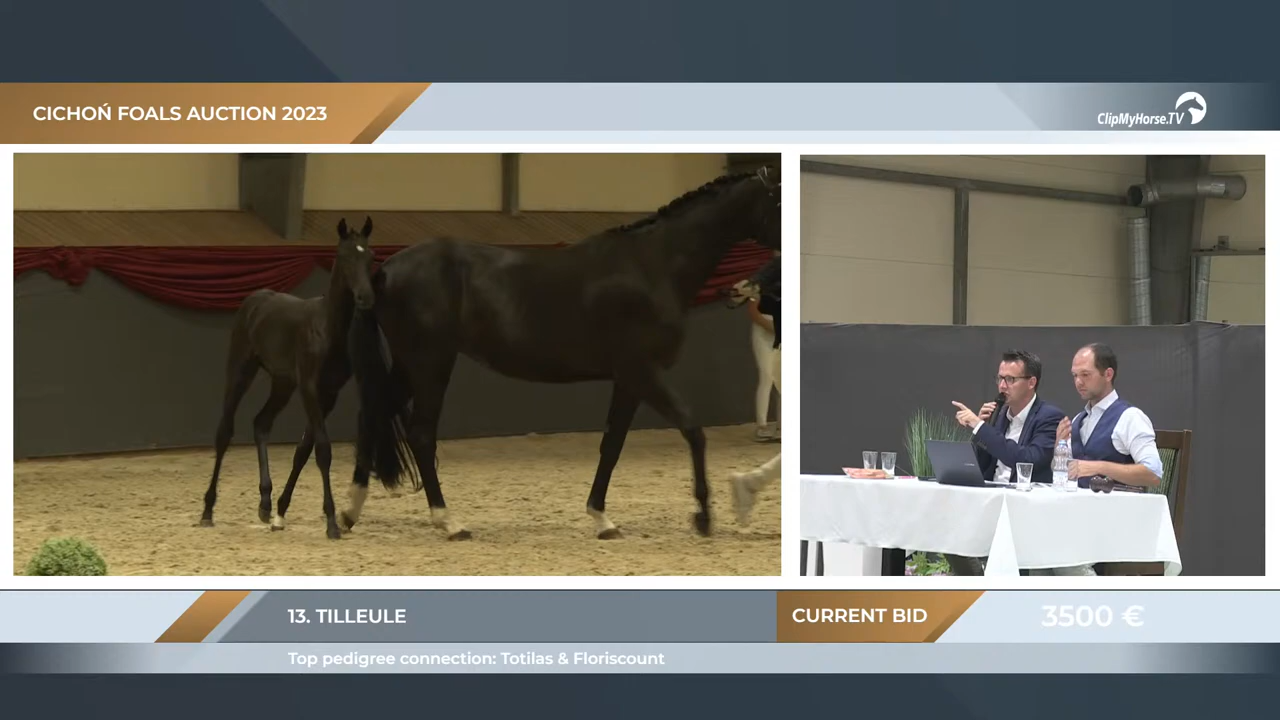 CICHOŃ FOALS AUCTION 2023
ClipMyHorse.TV
13. TILLEULE
CURRENT BID
3500 €
Top pedigree connection: Totilas & Floriscount